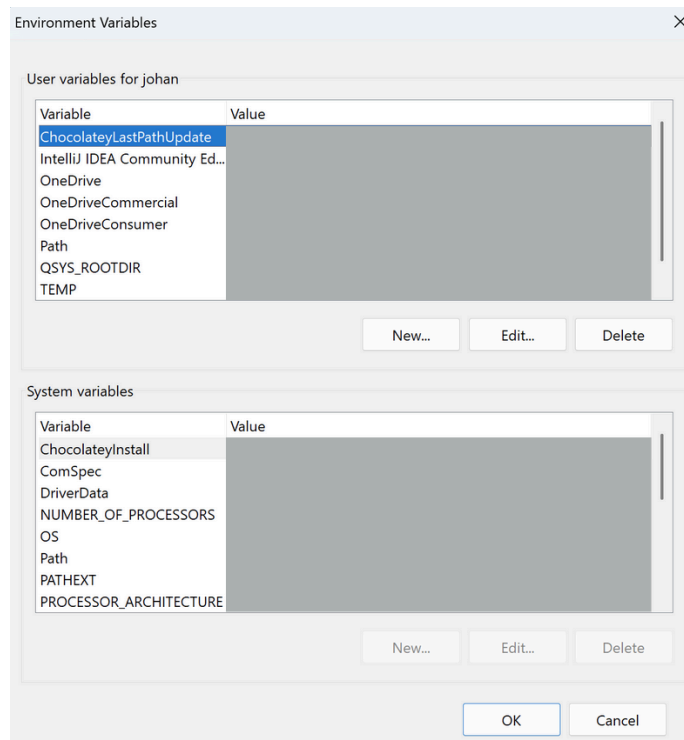 Environment Variables
User variables for johan
Variable Value
ChocolateyLastPathUpdate
IntelliJ IDEA Community Ed...
OneDrive
OneDriveCommercial
OneDriveConsumer
Path
QSYS_ROOTDIR
TEMP
New... Edit... Delete
System variables
Variable Value
ChocolateyInstall
ComSpec
DriverData
NUMBER_OF_PROCESSORS
OS
Path
PATHEXT
PROCESSOR_ARCHITECTURE
New... Edit... Delete
OK Cancel